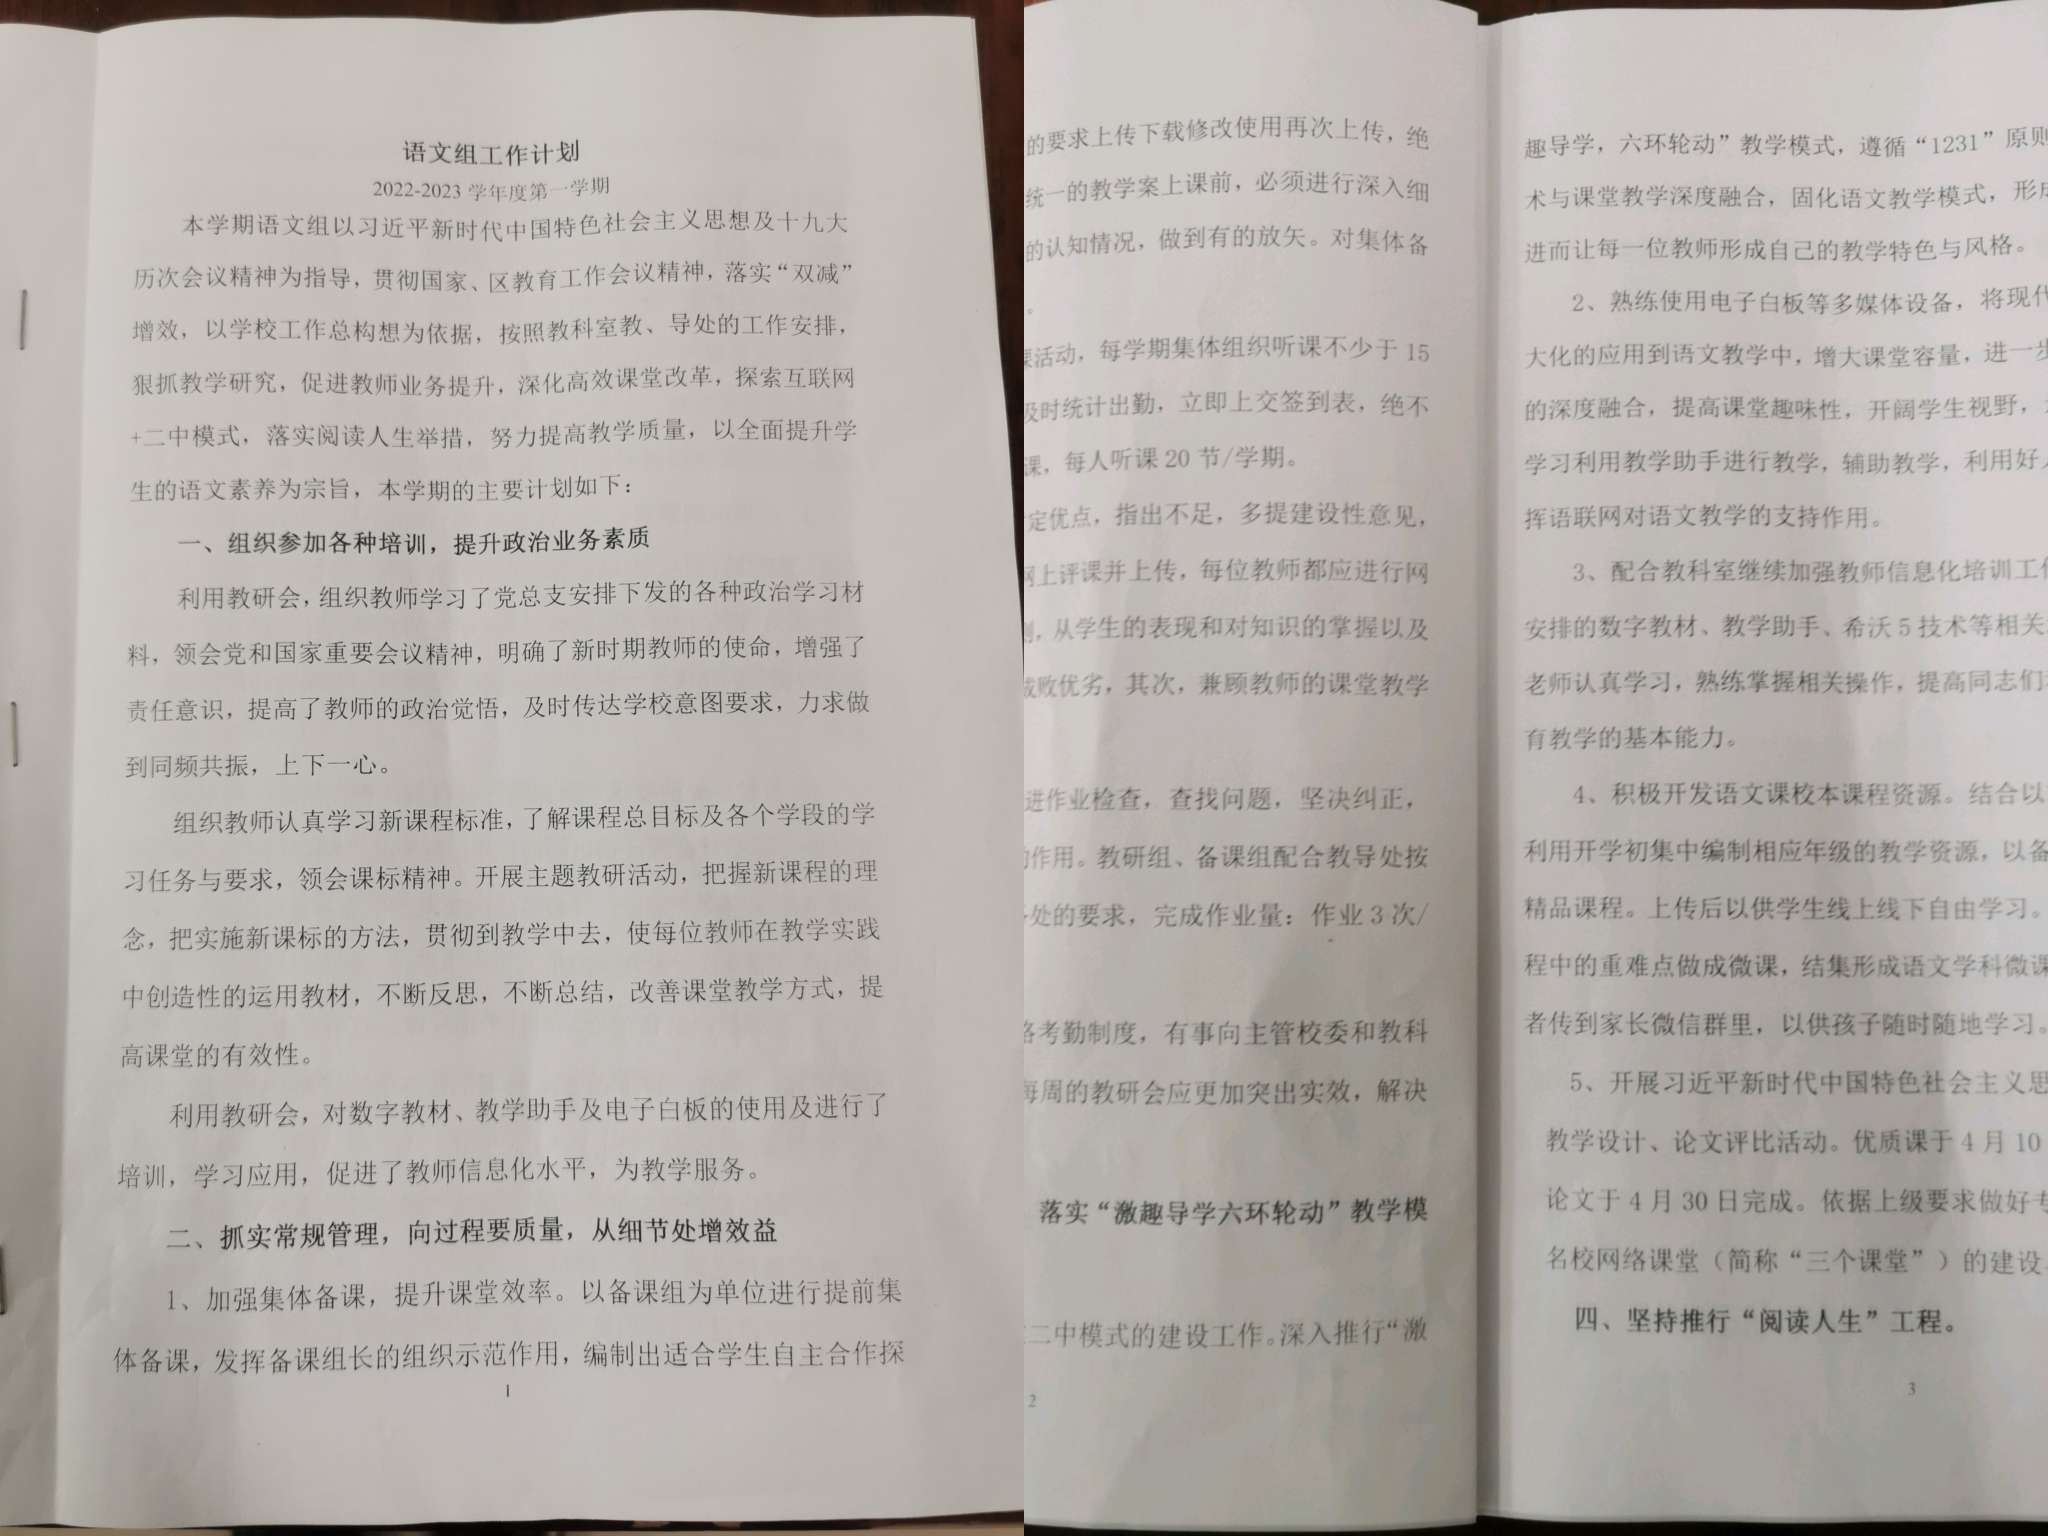 语文组工作计划
2022-2023 学年度第一学期
本学期语文组以习近平新时代中国特色社会主义思想及十九大
历次会议精神为指导，贯彻国家、区教育工作会议精神，落实“双减”
增效，以学校工作总构想为依据，按照教科室教、导处的工作安排，
狠抓教学研究，促进教师业务提升，深化高效课堂改革，探索互联网
+二中模式，落实阅读人生举措，努力提高教学质量，以全面提升学
生的语文素养为宗旨，本学期的主要计划如下：
一、组织参加各种培训，提升政治业务素质
利用教研会，组织教师学习了党总支安排下发的各种政治学习材
料，领会党和国家重要会议精神，明确了新时期教师的使命，增强了
责任意识，提高了教师的政治觉悟，及时传达学校意图要求，力求做
到同频共振，上下一心。
组织教师认真学习新课程标准，了解课程总目标及各个学段的学
习任务与要求，领会课标精神。开展主题教研活动，把握新课程的理
念，把实施新课标的方法，贯彻到教学中去，使每位教师在教学实践
中创造性的运用教材，不断反思，不断总结，改善课堂教学方式，提
高课堂的有效性。
利用教研会，对数字教材、教学助手及电子白板的使用及进行了
培训，学习应用，促进了教师信息化水平，为教学服务。
二、抓实常规管理，向过程要质量，从细节处增效益
1、加强集体备课，提升课堂效率。以备课组为单位进行提前集
体备课，发挥备课组长的组织示范作用，编制出适合学生自主合作探
1
的要求上传下载修改使用再次上传，绝
统一的教学案上课前，必须进行深入细
的认知情况，做到有的放矢。对集体备
。
课活动，每学期集体组织听课不少于 15
及时统计出勤，立即上交签到表，绝不
课，每人听课 20 节/学期。
定优点，指出不足，多提建设性意见，
网上评课并上传，每位教师都应进行网
，从学生的表现和对知识的掌握以及
成败优劣，其次，兼顾教师的课堂教学
进作业检查，查找问题，坚决纠正，
作用。教研组、备课组配合教导处按
处的要求，完成作业量：作业 3 次/
格考勤制度，有事向主管校委和教科
每周的教研会应更加突出实效，解决
落实“激趣导学六环轮动”教学模
二中模式的建设工作。深入推行“激
2
趣导学，六环轮动”教学模式，遵循“1231”原则
术与课堂教学深度融合，固化语文教学模式，形成
进而让每一位教师形成自己的教学特色与风格。
2、熟练使用电子白板等多媒体设备，将现代
大化的应用到语文教学中，增大课堂容量，进一步
的深度融合，提高课堂趣味性，开阔学生视野，
学习利用教学助手进行教学，辅助教学，利用好
挥语联网对语文教学的支持作用。
3、配合教科室继续加强教师信息化培训工作
安排的数字教材、教学助手、希沃 5 技术等相关
老师认真学习，熟练掌握相关操作，提高同志们
育教学的基本能力。
4、积极开发语文课校本课程资源。结合以
利用开学初集中编制相应年级的教学资源，以备
精品课程。上传后以供学生线上线下自由学习。
程中的重难点做成微课，结集形成语文学科微课
者传到家长微信群里，以供孩子随时随地学习。
5、开展习近平新时代中国特色社会主义思
教学设计、论文评比活动。优质课于 4 月 10
论文于 4 月 30 日完成。依据上级要求做好专
名校网络课堂（简称“三个课堂”）的建设
四、坚持推行“阅读人生”工程。
3